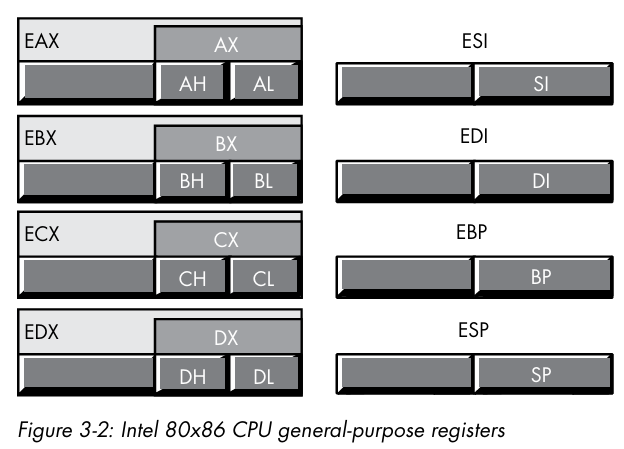 EAX
AX
AH AL
ESI
SI
EBX
BX
BH BL
EDI
DI
ECX
CX
CH CL
EBP
BP
EDX
DX
DH DL
ESP
SP
Figure 3-2: Intel 80x86 CPU general-purpose registers